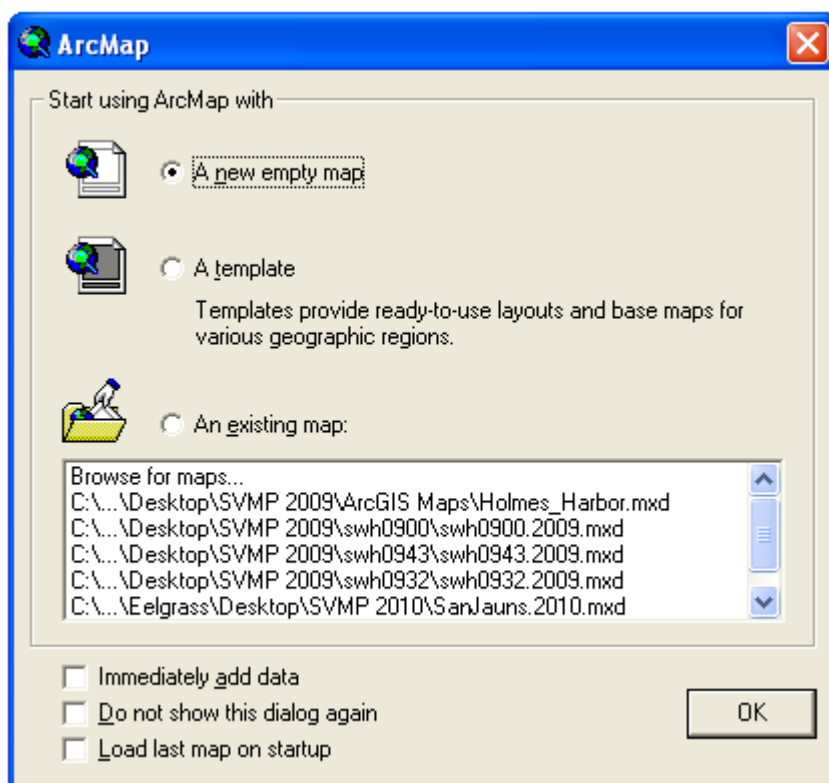 ArcMap
Start using ArcMap with
A new empty map
A template
Templates provide ready-to-use layouts and base maps for
various geographic regions.
An existing map:
Browse for maps...
C:\...\Desktop\SVMP 2009\ArcGIS Maps\Holmes_Harbor.mxd
C:\...\Desktop\SVMP 2009\swh0900\swh0900.2009.mxd
C:\...\Desktop\SVMP 2009\swh0943\swh0943.2009.mxd
C:\...\Desktop\SVMP 2009\swh0932\swh0932.2009.mxd
C:\...\Eelgrass\Desktop\SVMP 2010\SanJauns.2010.mxd
Immediately add data
Do not show this dialog again
OK
Load last map on startup